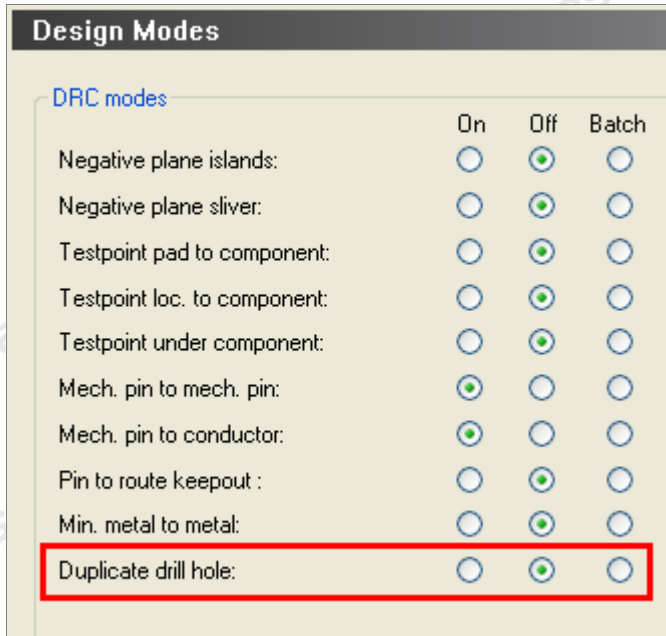 Design Modes
DRC modes
On Off Batch
Negative plane islands:
Negative plane sliver:
Testpoint pad to component:
Testpoint loc. to component:
Testpoint under component:
Mech. pin to mech. pin:
Mech. pin to conductor:
Pin to route keepout :
Min. metal to metal:
Duplicate drill hole: